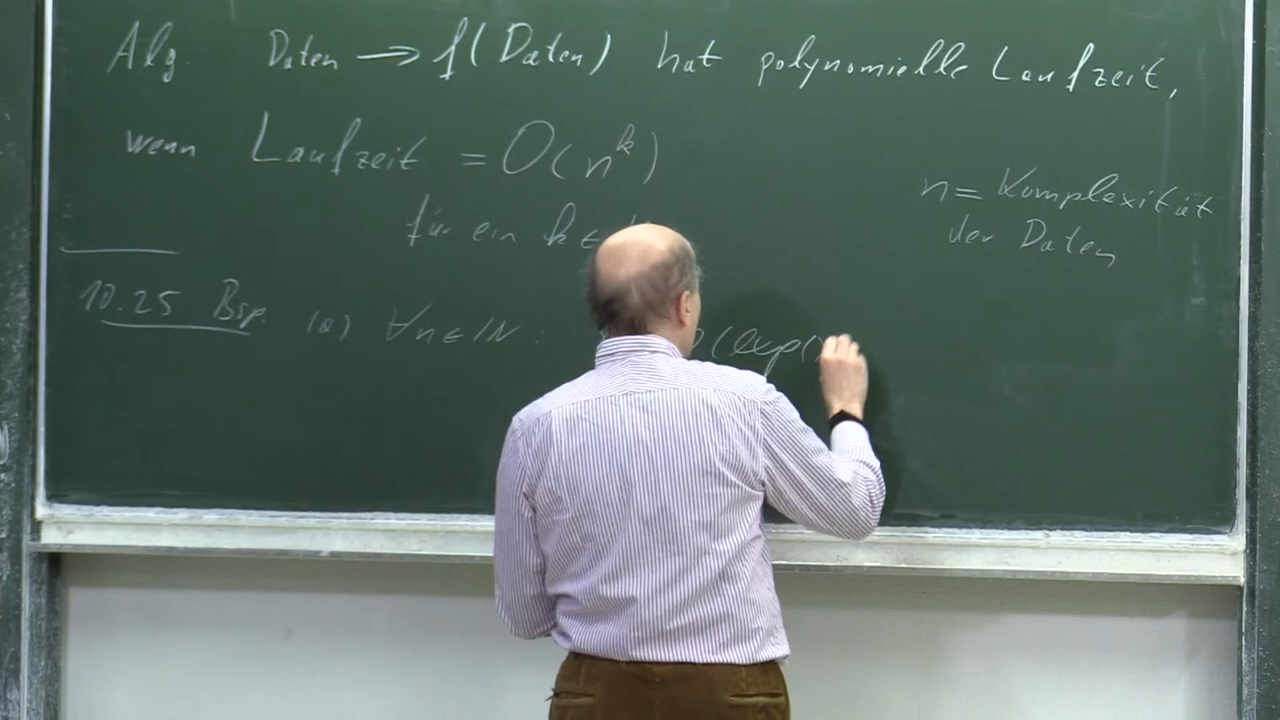 Alg. Daten → f(Daten) hat polynomielle Laufzeit,
wenn Laufzeit = O(n^k)
für ein k ∈
n = Komplexität
der Daten
10.25 Bsp. (a) ∀n∈ℕ: (exp(